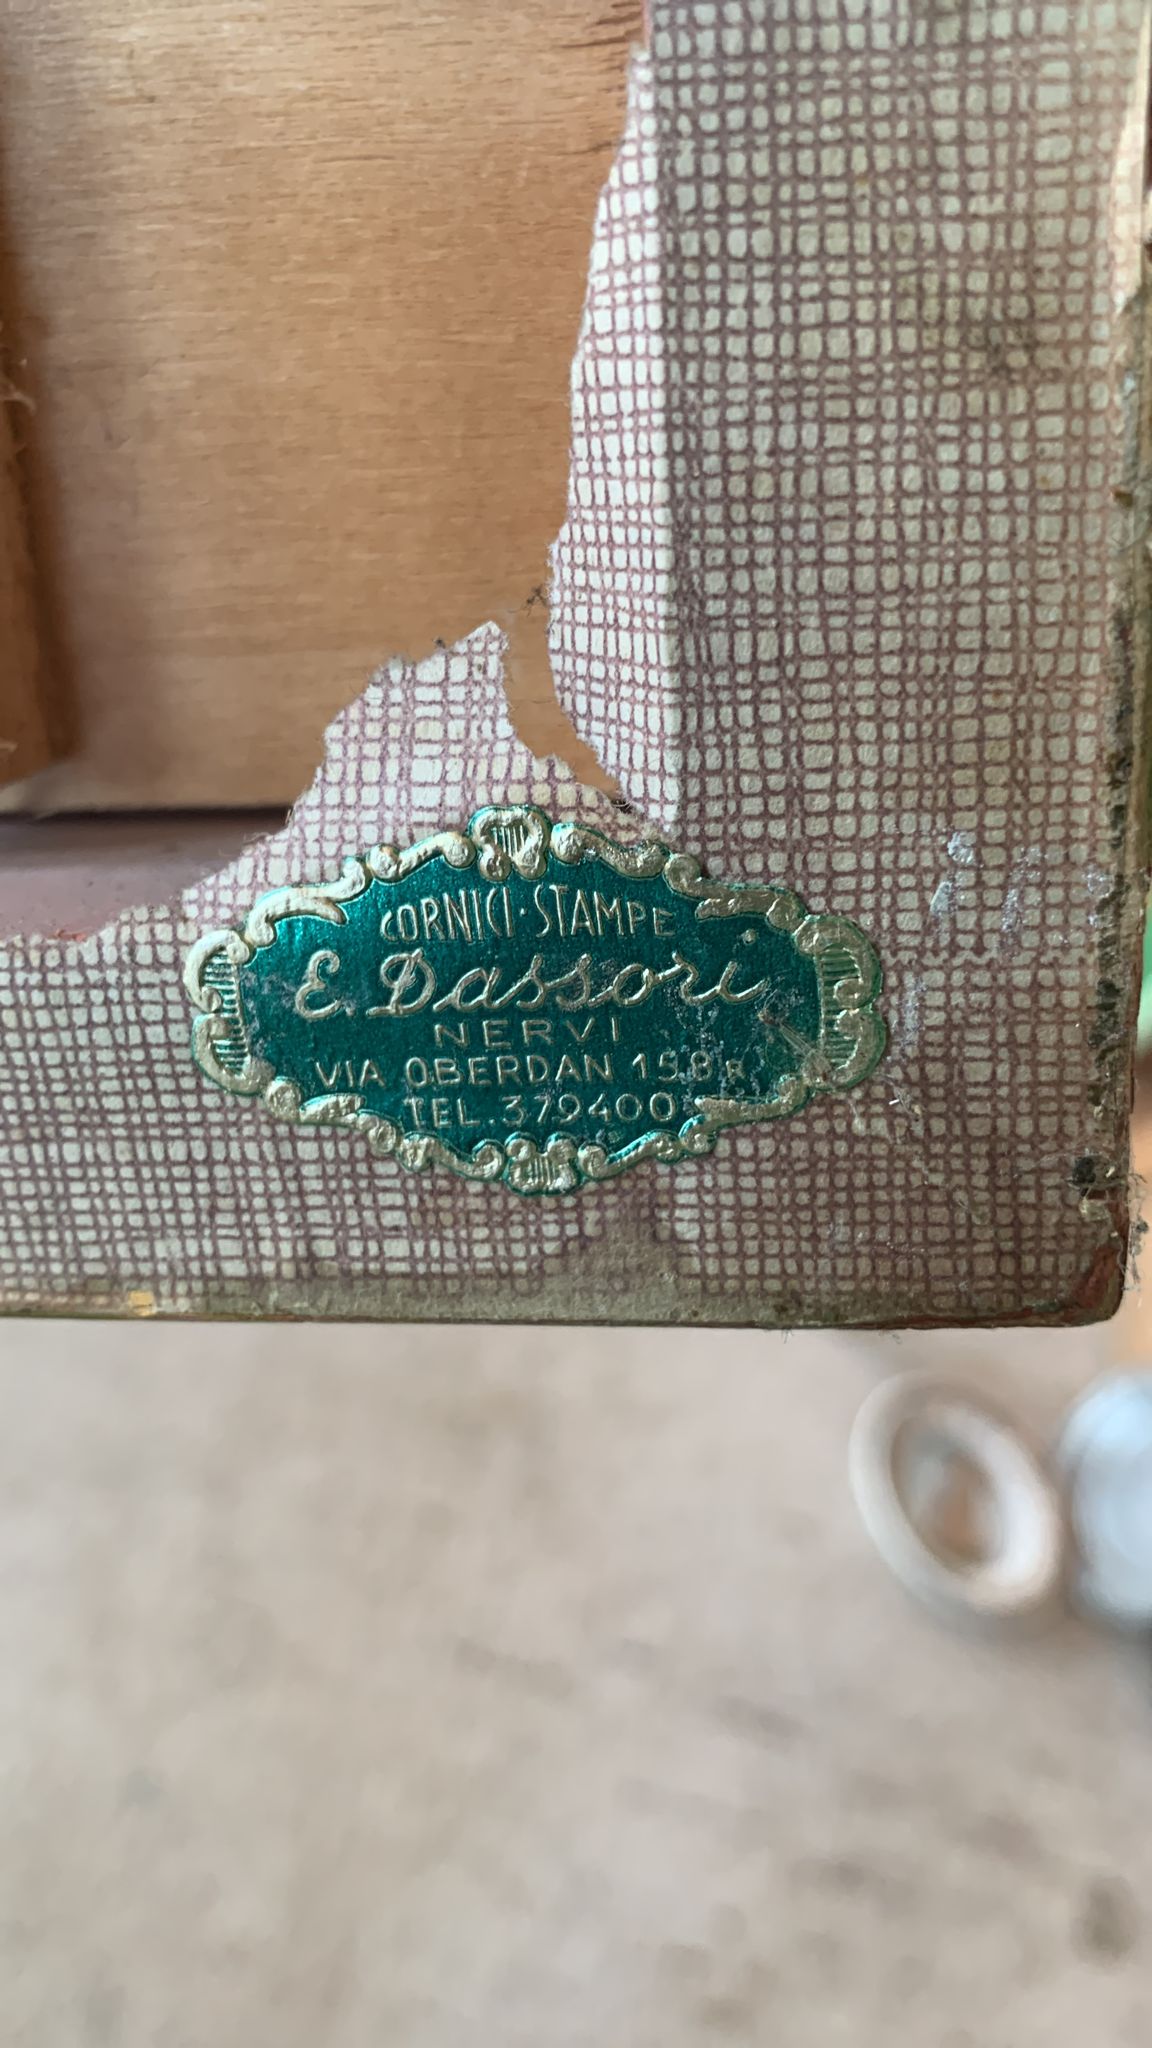 CORNICI · STAMPE
E. Dassori
NERVI
VIA OBERDAN 158 R
TEL. 379400